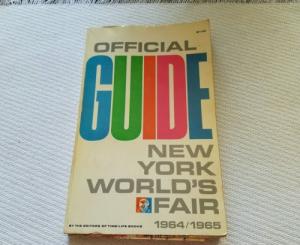 OFFICIAL
GUIDE
NEW
YORK
WORLD'S
FAIR
1964/1965
BY THE EDITORS OF TIME-LIFE BOOKS